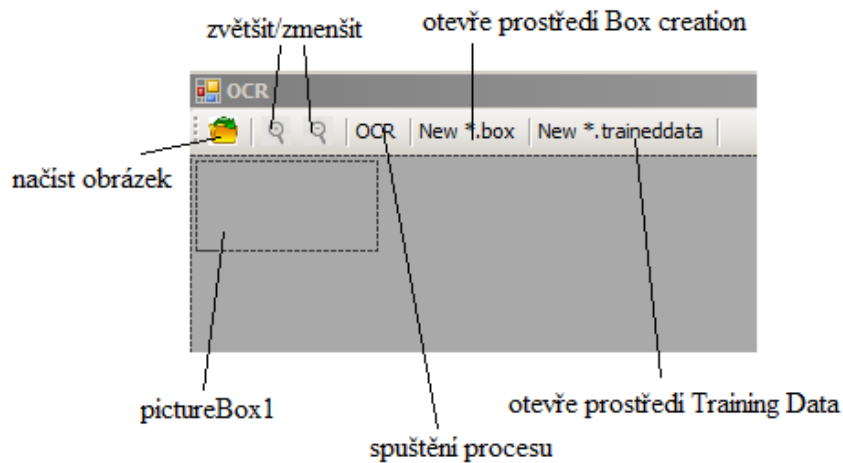 zvětšit/zmenšit
otevře prostředí Box creation
OCR
OCR
New *.box
New *.traineddata
načíst obrázek
pictureBox1
otevře prostředí Training Data
spuštění procesu